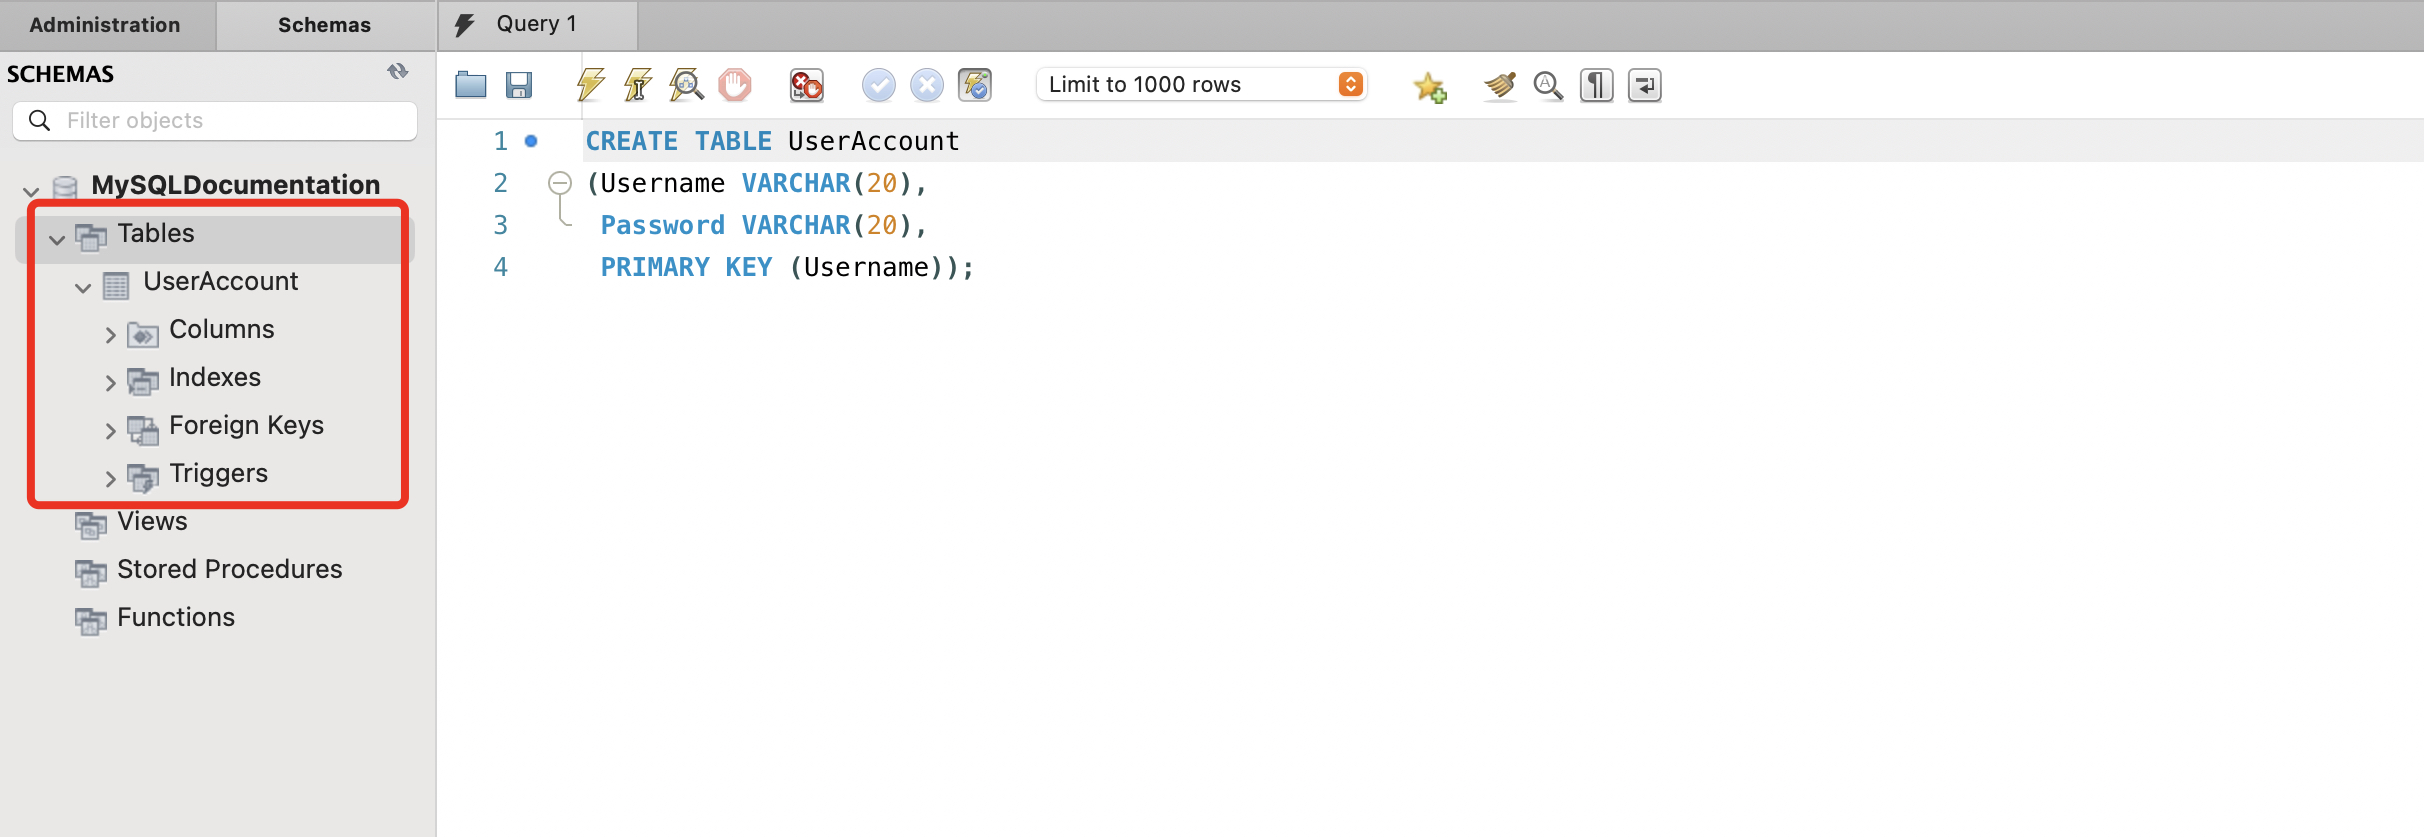 Administration
Schemas
Query 1
SCHEMAS
Filter objects
Limit to 1000 rows
MySQLDocumentation
Tables
UserAccount
Columns
Indexes
Foreign Keys
Triggers
Views
Stored Procedures
Functions
1 CREATE TABLE UserAccount
2 (Username VARCHAR(20),
3 Password VARCHAR(20),
4 PRIMARY KEY (Username));